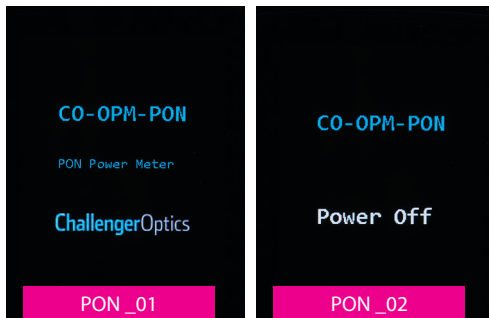 CO-OPM-PON
PON Power Meter
ChallengerOptics
PON _01
CO-OPM-PON
Power Off
PON _02